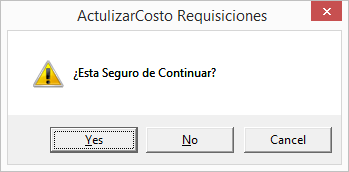 ActulizarCosto Requisiciones
¿Esta Seguro de Continuar?
Yes
No
Cancel